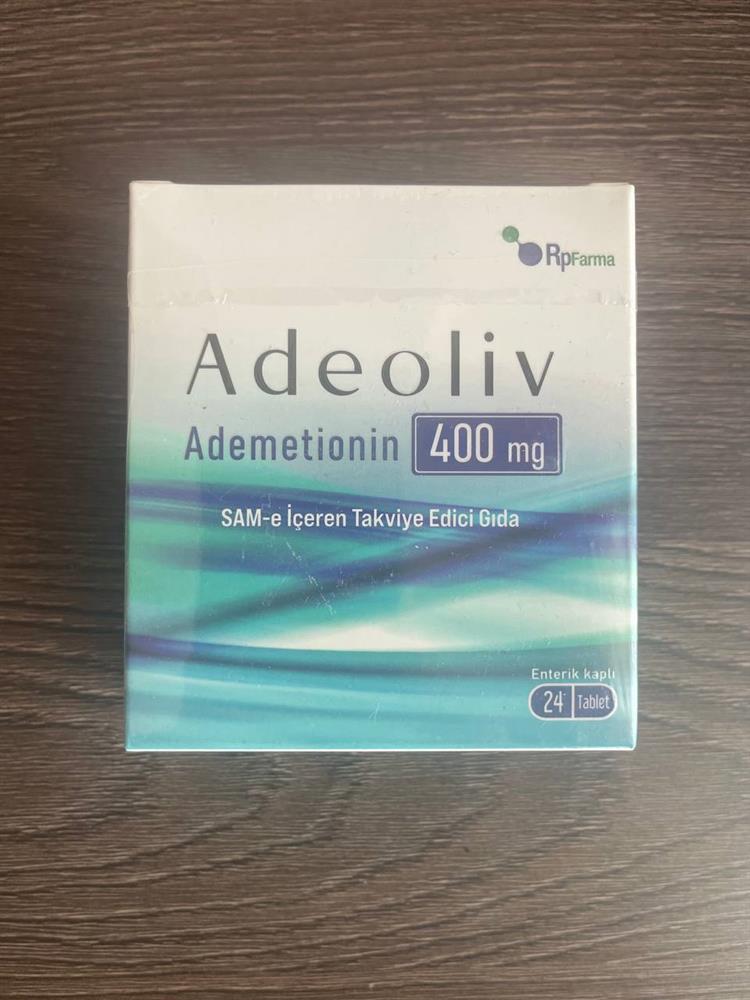 RpFarma
Adeoliv
Ademetionin 400 mg
SAM-e İçeren Takviye Edici Gıda
Enterik kaplı
24 Tablet